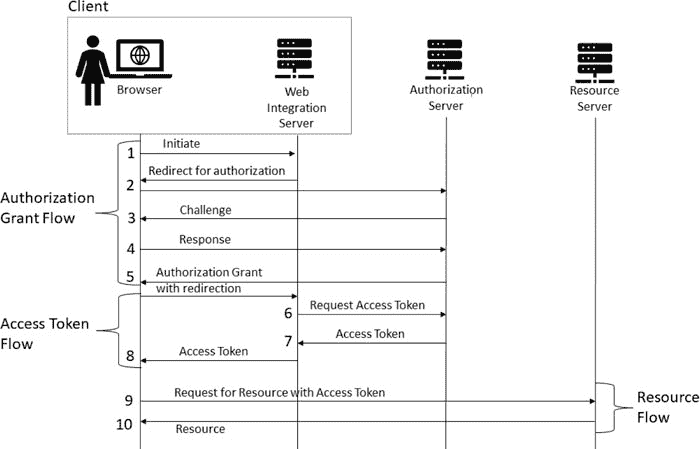 Client
Browser
Web
Integration
Server
Authorization
Server
Resource
Server
Authorization
Grant Flow
1
Initiate
Redirect for authorization
2
3
Challenge
4
Response
5
Authorization Grant
with redirection
Access Token
Flow
6
Request Access Token
7
Access Token
8
Access Token
9
Request for Resource with Access Token
10
Resource
Resource
Flow